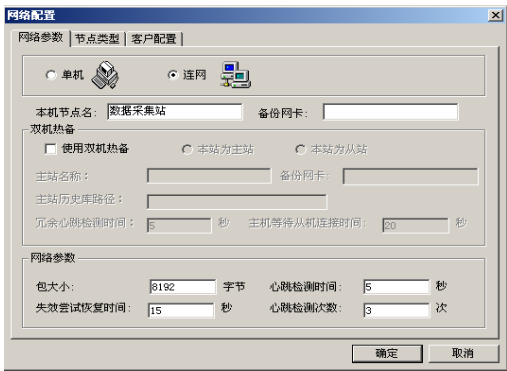 网络配置
网络参数 节点类型 客户配置
单机 连网
本机节点名: 数据采集站 备份网卡:
双机热备
使用双机热备 本站为主站 本站为从站
主站名称: 备份网卡:
主站历史库路径:
冗余心跳检测时间: 5 秒 主机等待从机连接时间: 20 秒
网络参数
包大小: 8192 字节 心跳检测时间: 5 秒
失效尝试恢复时间: 15 秒 心跳检测次数: 3 次
确定 取消